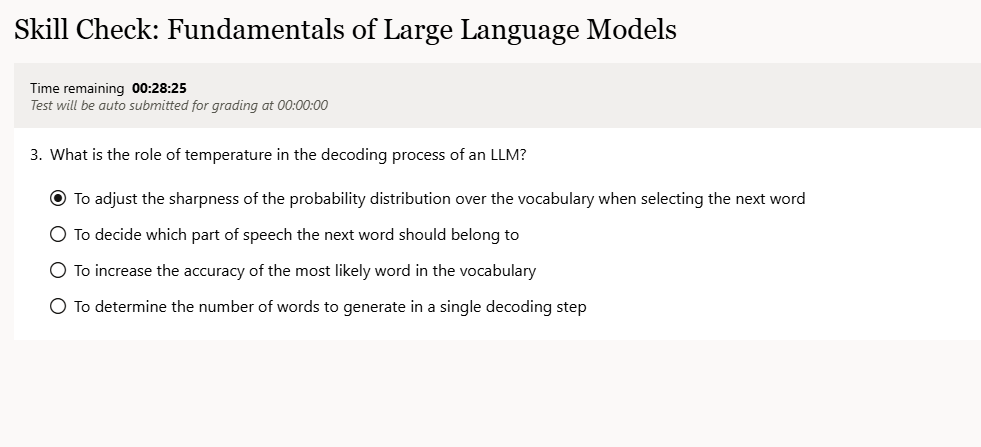 Skill Check: Fundamentals of Large Language Models
Time remaining 00:28:25
Test will be auto submitted for grading at 00:00:00
3. What is the role of temperature in the decoding process of an LLM?
To adjust the sharpness of the probability distribution over the vocabulary when selecting the next word
To decide which part of speech the next word should belong to
To increase the accuracy of the most likely word in the vocabulary
To determine the number of words to generate in a single decoding step